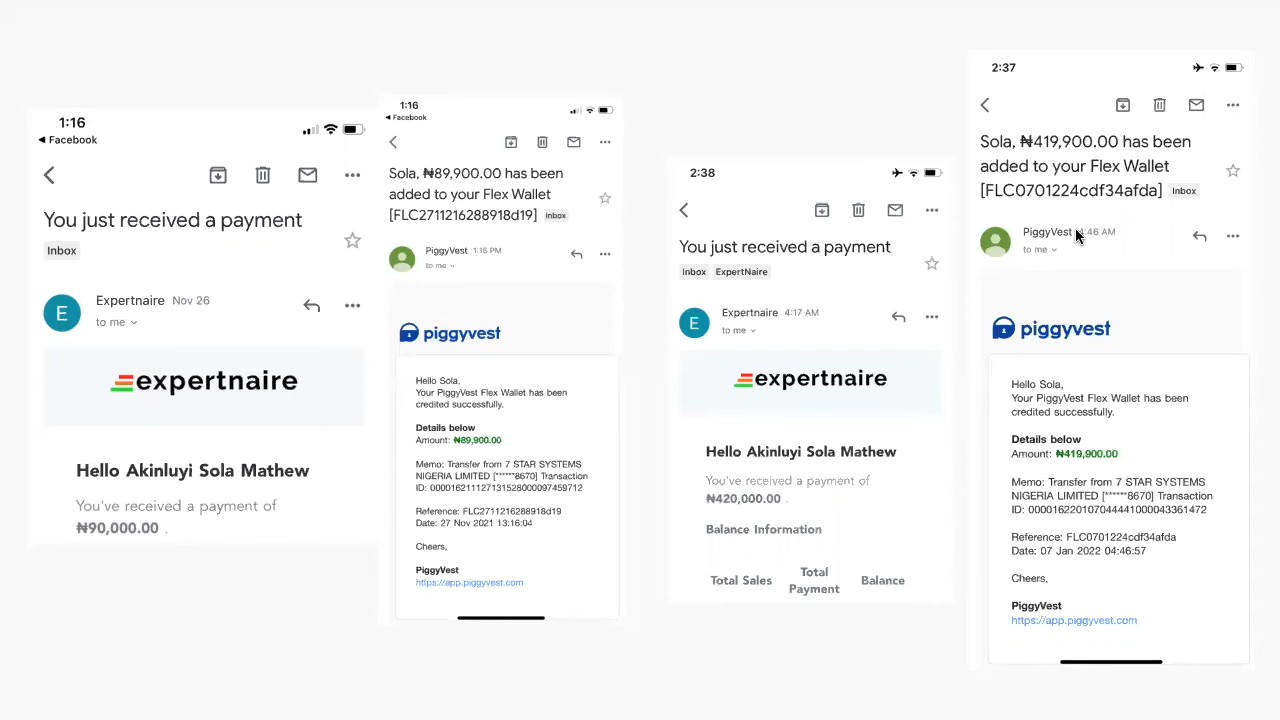 1:16
Facebook
You just received a payment
Inbox
E
Expertnaire Nov 26
to me
expertnaire
Hello Akinluyi Sola Mathew
You've received a payment of
₦90,000.00 .
1:16
Facebook
Sola, ₦89,900.00 has been
added to your Flex Wallet
[FLC2711216288918d19] Inbox
PiggyVest 1:16 PM
to me
piggyvest
Hello Sola,
Your PiggyVest Flex Wallet has been
credited successfully.
Details below
Amount: ₦89,900.00
Memo: Transfer from 7 STAR SYSTEMS
NIGERIA LIMITED [******8670] Transaction
ID: 000016211127131528000097459712
Reference: FLC2711216288918d19
Date: 27 Nov 2021 13:16:04
Cheers,
PiggyVest
https://app.piggyvest.com
2:38
You just received a payment
Inbox ExpertNaire
E
Expertnaire 4:17 AM
to me
expertnaire
Hello Akinluyi Sola Mathew
You've received a payment of
₦420,000.00 .
Balance Information
Total Sales
Total
Payment
Balance
2:37
Sola, ₦419,900.00 has been
added to your Flex Wallet
[FLC0701224cdf34afda] Inbox
PiggyVest 4:46 AM
to me
piggyvest
Hello Sola,
Your PiggyVest Flex Wallet has been
credited successfully.
Details below
Amount: ₦419,900.00
Memo: Transfer from 7 STAR SYSTEMS
NIGERIA LIMITED [******8670] Transaction
ID: 000016220107044441000043361472
Reference: FLC0701224cdf34afda
Date: 07 Jan 2022 04:46:57
Cheers,
PiggyVest
https://app.piggyvest.com